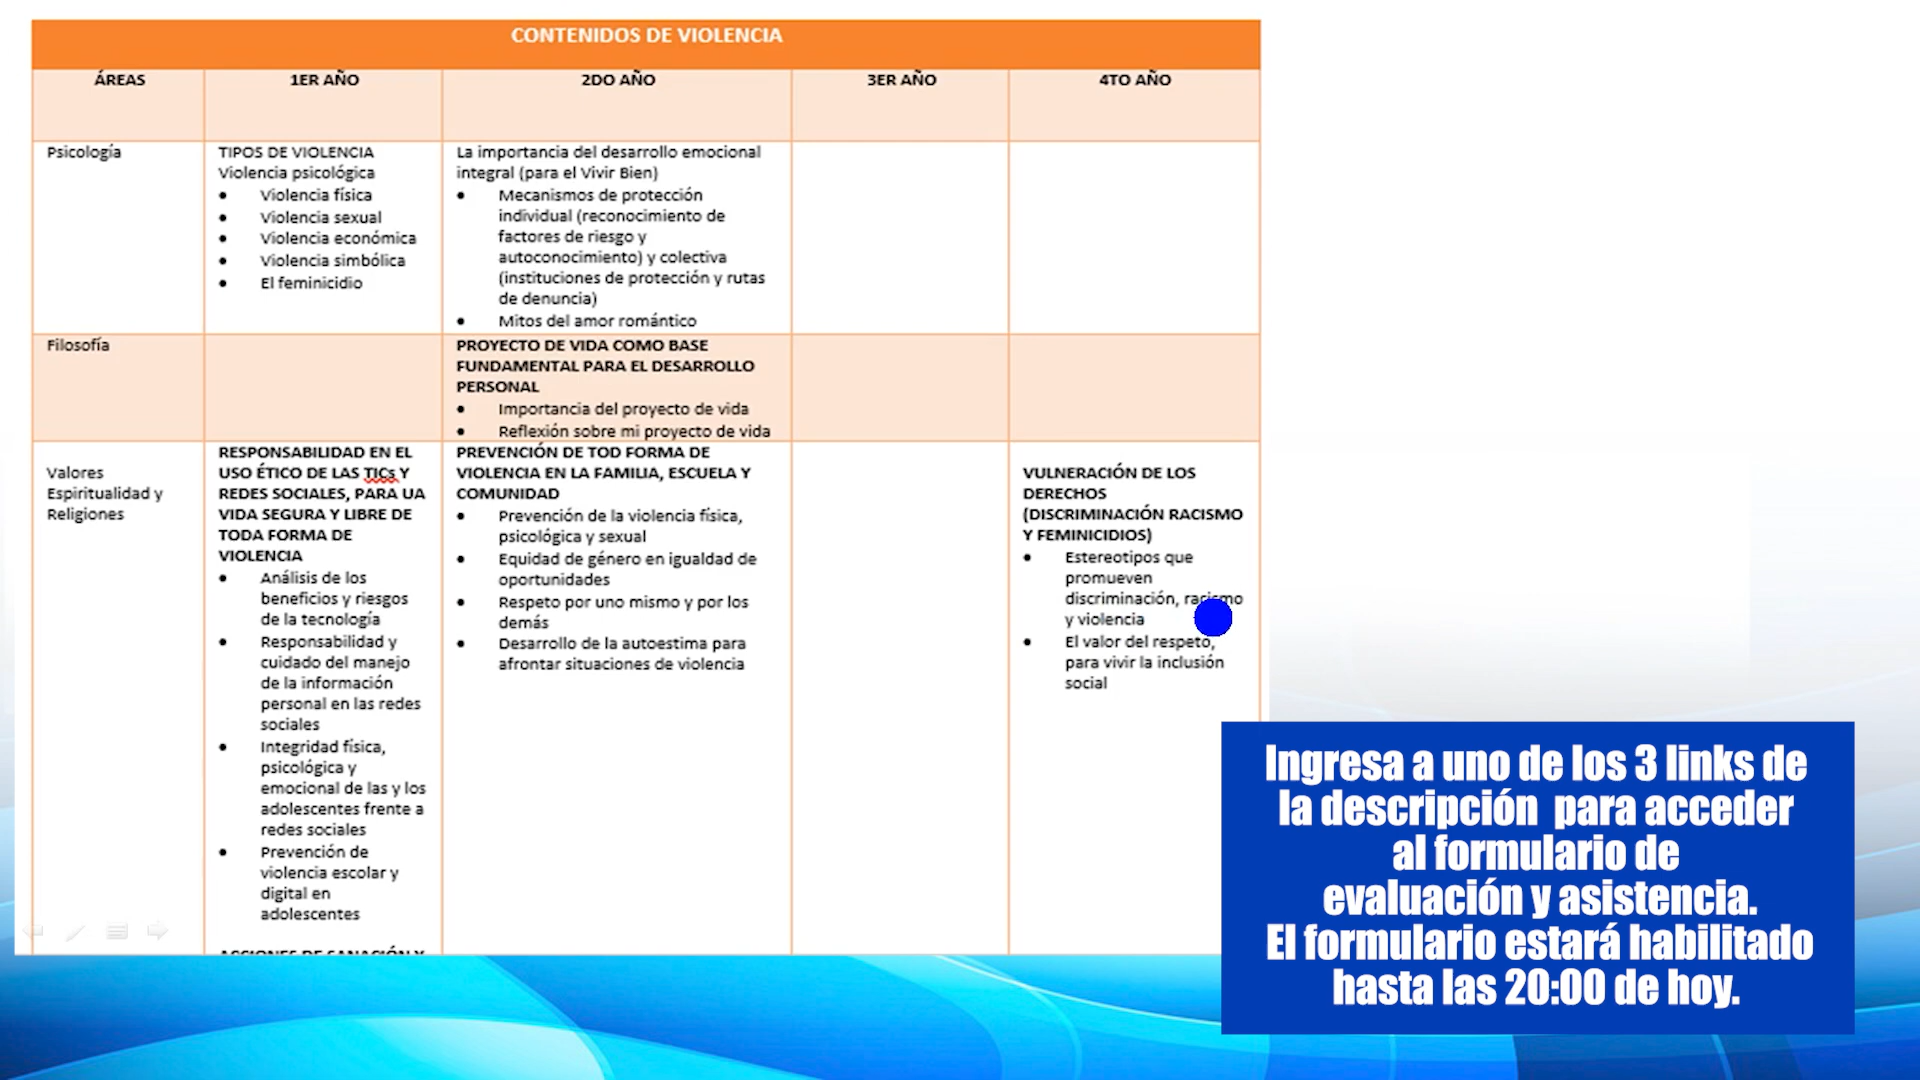 CONTENIDOS DE VIOLENCIA
ÁREAS
1ER AÑO
2DO AÑO
3ER AÑO
4TO AÑO
Psicología
TIPOS DE VIOLENCIA
Violencia psicológica
• Violencia física
• Violencia sexual
• Violencia económica
• Violencia simbólica
• El feminicidio
La importancia del desarrollo emocional
integral (para el Vivir Bien)
• Mecanismos de protección
individual (reconocimiento de
factores de riesgo y
autoconocimiento) y colectiva
(instituciones de protección y rutas
de denuncia)
• Mitos del amor romántico
Filosofía
PROYECTO DE VIDA COMO BASE
FUNDAMENTAL PARA EL DESARROLLO
PERSONAL
• Importancia del proyecto de vida
• Reflexión sobre mi proyecto de vida
Valores
Espiritualidad y
Religiones
RESPONSABILIDAD EN EL
USO ÉTICO DE LAS TICs Y
REDES SOCIALES, PARA UA
VIDA SEGURA Y LIBRE DE
TODA FORMA DE
VIOLENCIA
• Análisis de los
beneficios y riesgos
de la tecnología
• Responsabilidad y
cuidado del manejo
de la información
personal en las redes
sociales
• Integridad física,
psicológica y
emocional de las y los
adolescentes frente a
redes sociales
• Prevención de
violencia escolar y
digital en
adolescentes
ACCIONES DE SANACIÓN Y
PREVENCIÓN DE TOD FORMA DE
VIOLENCIA EN LA FAMILIA, ESCUELA Y
COMUNIDAD
• Prevención de la violencia física,
psicológica y sexual
• Equidad de género en igualdad de
oportunidades
• Respeto por uno mismo y por los
demás
• Desarrollo de la autoestima para
afrontar situaciones de violencia
VULNERACIÓN DE LOS
DERECHOS
(DISCRIMINACIÓN RACISMO
Y FEMINICIDIOS)
• Estereotipos que
promueven
discriminación, racismo
y violencia
• El valor del respeto,
para vivir la inclusión
social
Ingresa a uno de los 3 links de
la descripción para acceder
al formulario de
evaluación y asistencia.
El formulario estará habilitado
hasta las 20:00 de hoy.